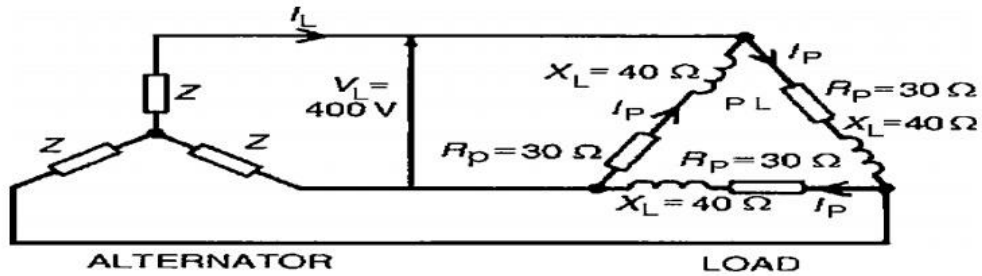 I_L
V_L =
400 V
Z
Z
Z
X_L = 40 Ω
I_P
I_P
P L
R_P = 30 Ω
X_L = 40 Ω
R_p = 30 Ω
R_P = 30 Ω
X_L = 40 Ω
I_P
ALTERNATOR
LOAD